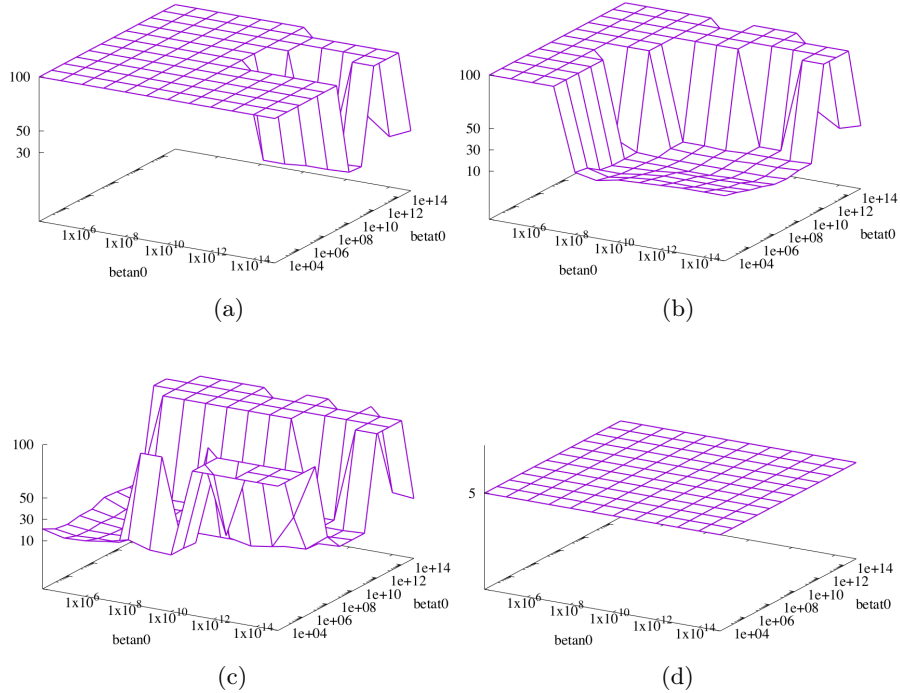 100
50
30
1x10^6
1x10^8
1x10^10
1x10^12
1x10^14
betan0
1e+04
1e+06
1e+08
1e+10
1e+12
1e+14
betat0
(a)
100
50
30
10
1x10^6
1x10^8
1x10^10
1x10^12
1x10^14
betan0
1e+04
1e+06
1e+08
1e+10
1e+12
1e+14
betat0
(b)
100
50
30
10
1x10^6
1x10^8
1x10^10
1x10^12
1x10^14
betan0
1e+04
1e+06
1e+08
1e+10
1e+12
1e+14
betat0
(c)
5
1x10^6
1x10^8
1x10^10
1x10^12
1x10^14
betan0
1e+04
1e+06
1e+08
1e+10
1e+12
1e+14
betat0
(d)